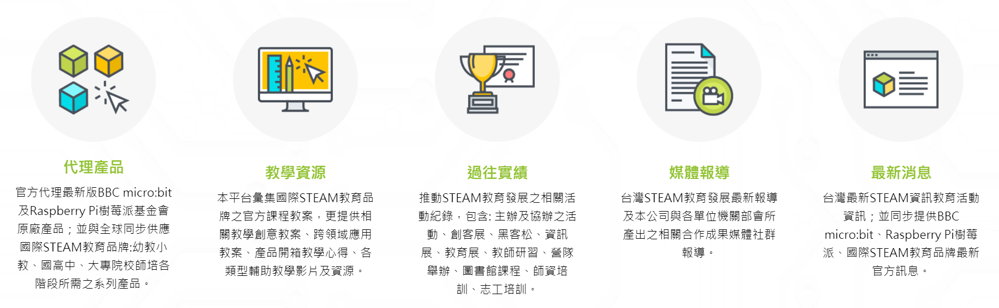 代理產品
官方代理最新版BBC micro:bit
及Raspberry Pi樹莓派基金會
原廠產品；並與全球同步供應
國際STEAM教育品牌:幼教小
教、國高中、大專院校師培各
階段所需之系列產品。
教學資源
本平台彙集國際STEAM教育品
牌之官方課程教案，更提供相
關教學創意教案、跨領域應用
教案、產品開箱教學心得、各
類型輔助教學影片及資源。
過往實績
推動STEAM教育發展之相關活
動紀錄，包含: 主辦及協辦之活
動、創客展、黑客松、資訊
展、教育展、教師研習、營隊
舉辦、圖書館課程、師資培
訓、志工培訓。
媒體報導
台灣STEAM教育發展最新報導
及本公司與各單位機關部會所
產出之相關合作成果媒體社群
報導。
最新消息
台灣最新STEAM資訊教育活動
資訊；並同步提供BBC
micro:bit、Raspberry Pi樹莓
派、國際STEAM教育品牌最新
官方訊息。